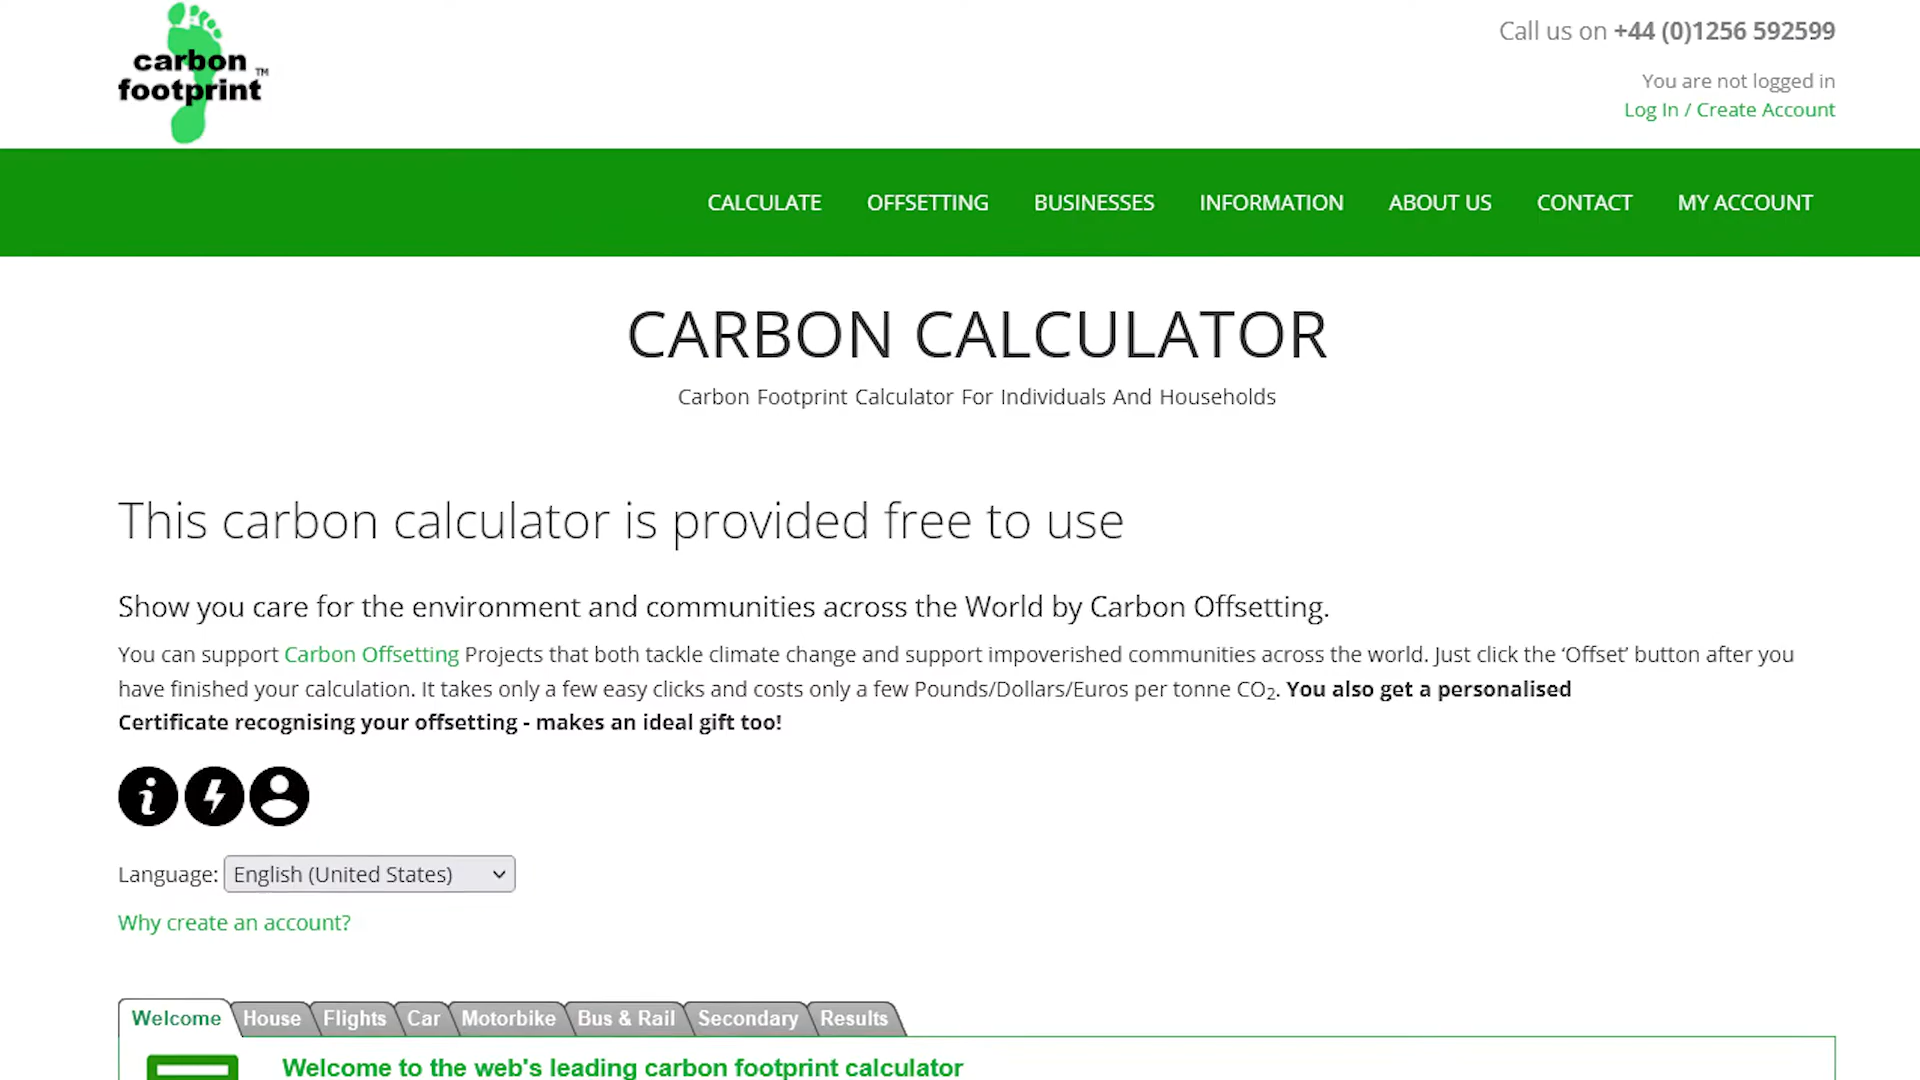 carbon
footprint™
Call us on +44 (0)1256 592599
You are not logged in
Log In / Create Account
CALCULATE OFFSETTING BUSINESSES INFORMATION ABOUT US CONTACT MY ACCOUNT
CARBON CALCULATOR
Carbon Footprint Calculator For Individuals And Households
This carbon calculator is provided free to use
Show you care for the environment and communities across the World by Carbon Offsetting.
You can support Carbon Offsetting Projects that both tackle climate change and support impoverished communities across the world. Just click the ‘Offset’ button after you
have finished your calculation. It takes only a few easy clicks and costs only a few Pounds/Dollars/Euros per tonne CO₂. You also get a personalised
Certificate recognising your offsetting - makes an ideal gift too!
Language: English (United States)
Why create an account?
Welcome House Flights Car Motorbike Bus & Rail Secondary Results
Welcome to the web's leading carbon footprint calculator